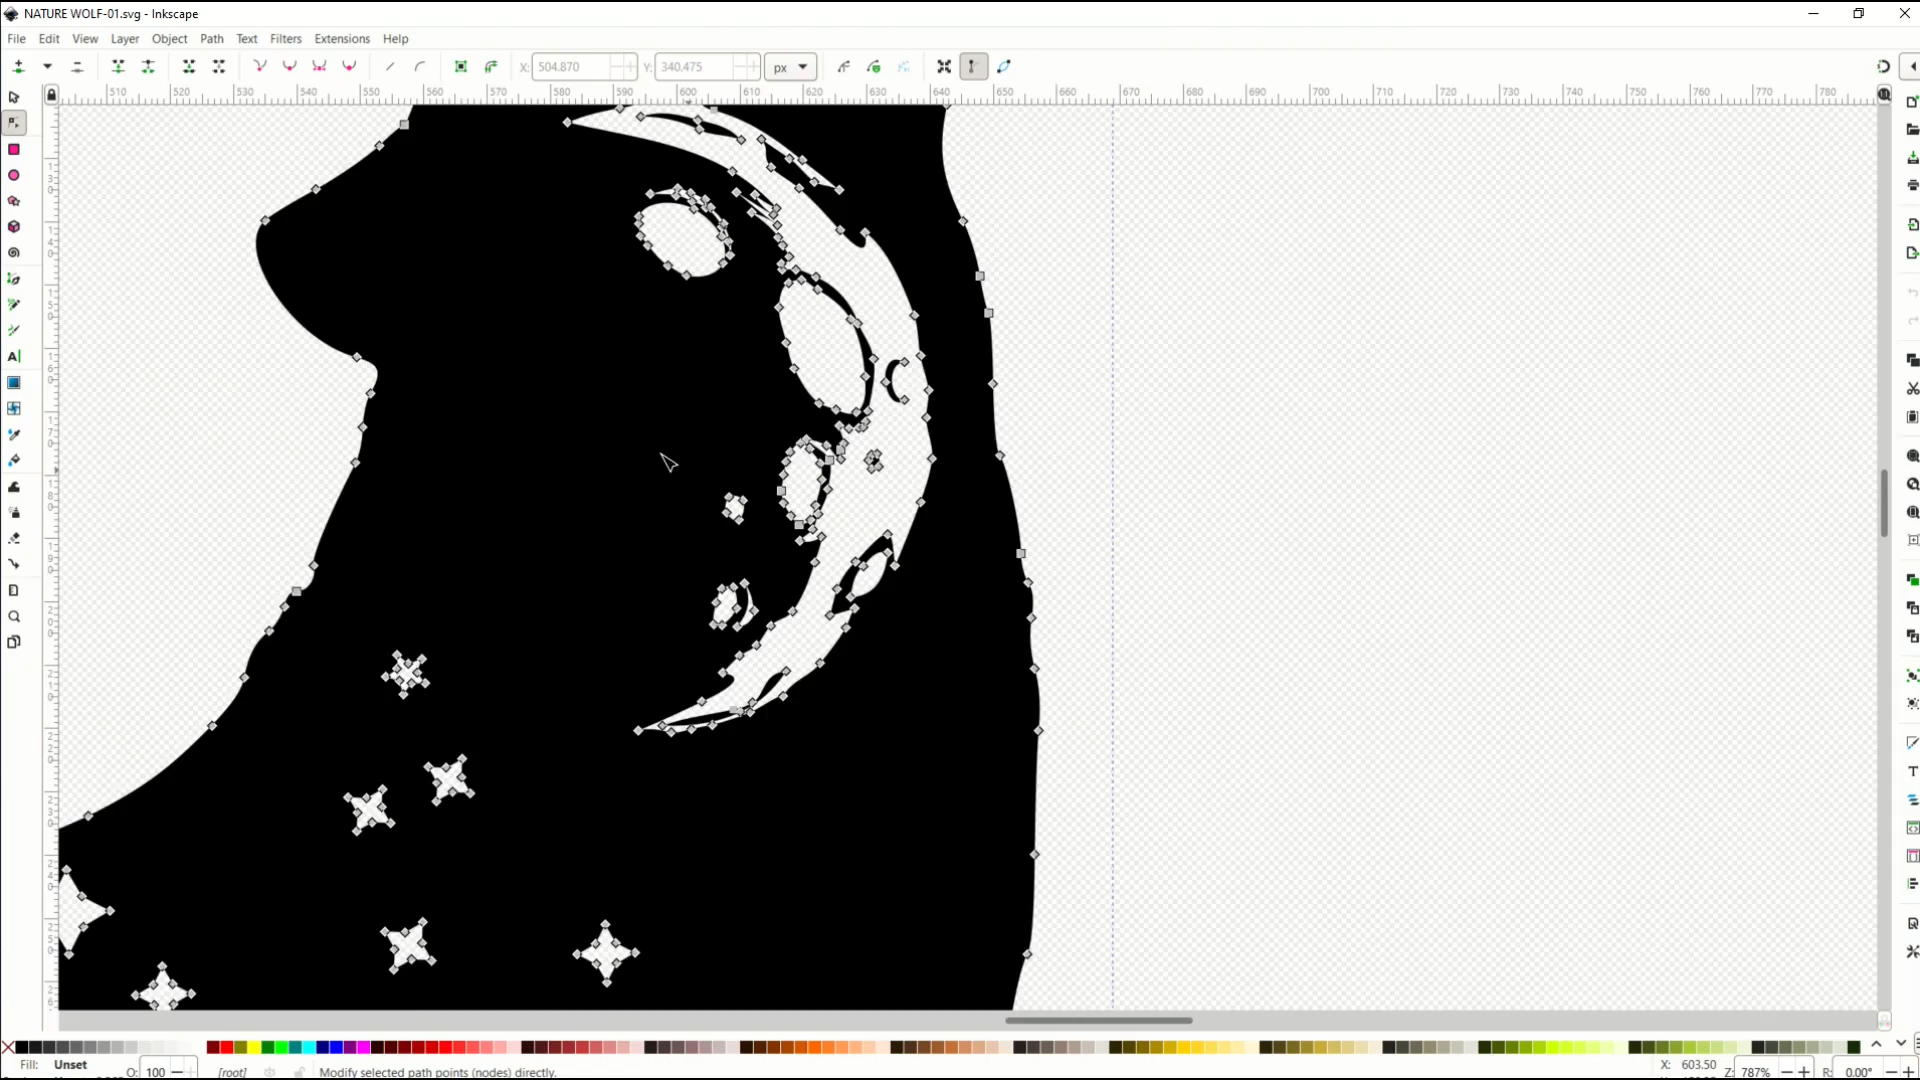 NATURE WOLF-01.svg - Inkscape
File Edit View Layer Object Path Text Filters Extensions Help
X: 504.870 Y: 340.475 px
510 520 530 540 550 560 570 580 590 600 610 620 630 640 650 660 670 680 690 700 710 720 730 740 750 760 770 780
Fill: Unset O: 100 [root] Modify selected path points (nodes) directly. X: 603.50 Z: 787% R: 0.00°